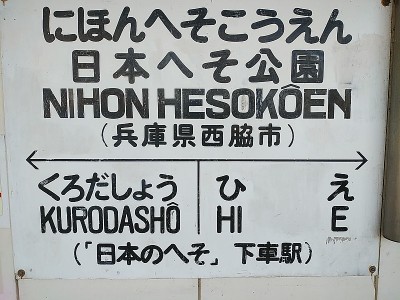 にほんへそこうえん
日本へそ公園
NIHON HESOKÔEN
（兵庫県西脇市）
くろだしょう ひ え
KURODASHÔ HI E
（「日本のへそ」下車駅）